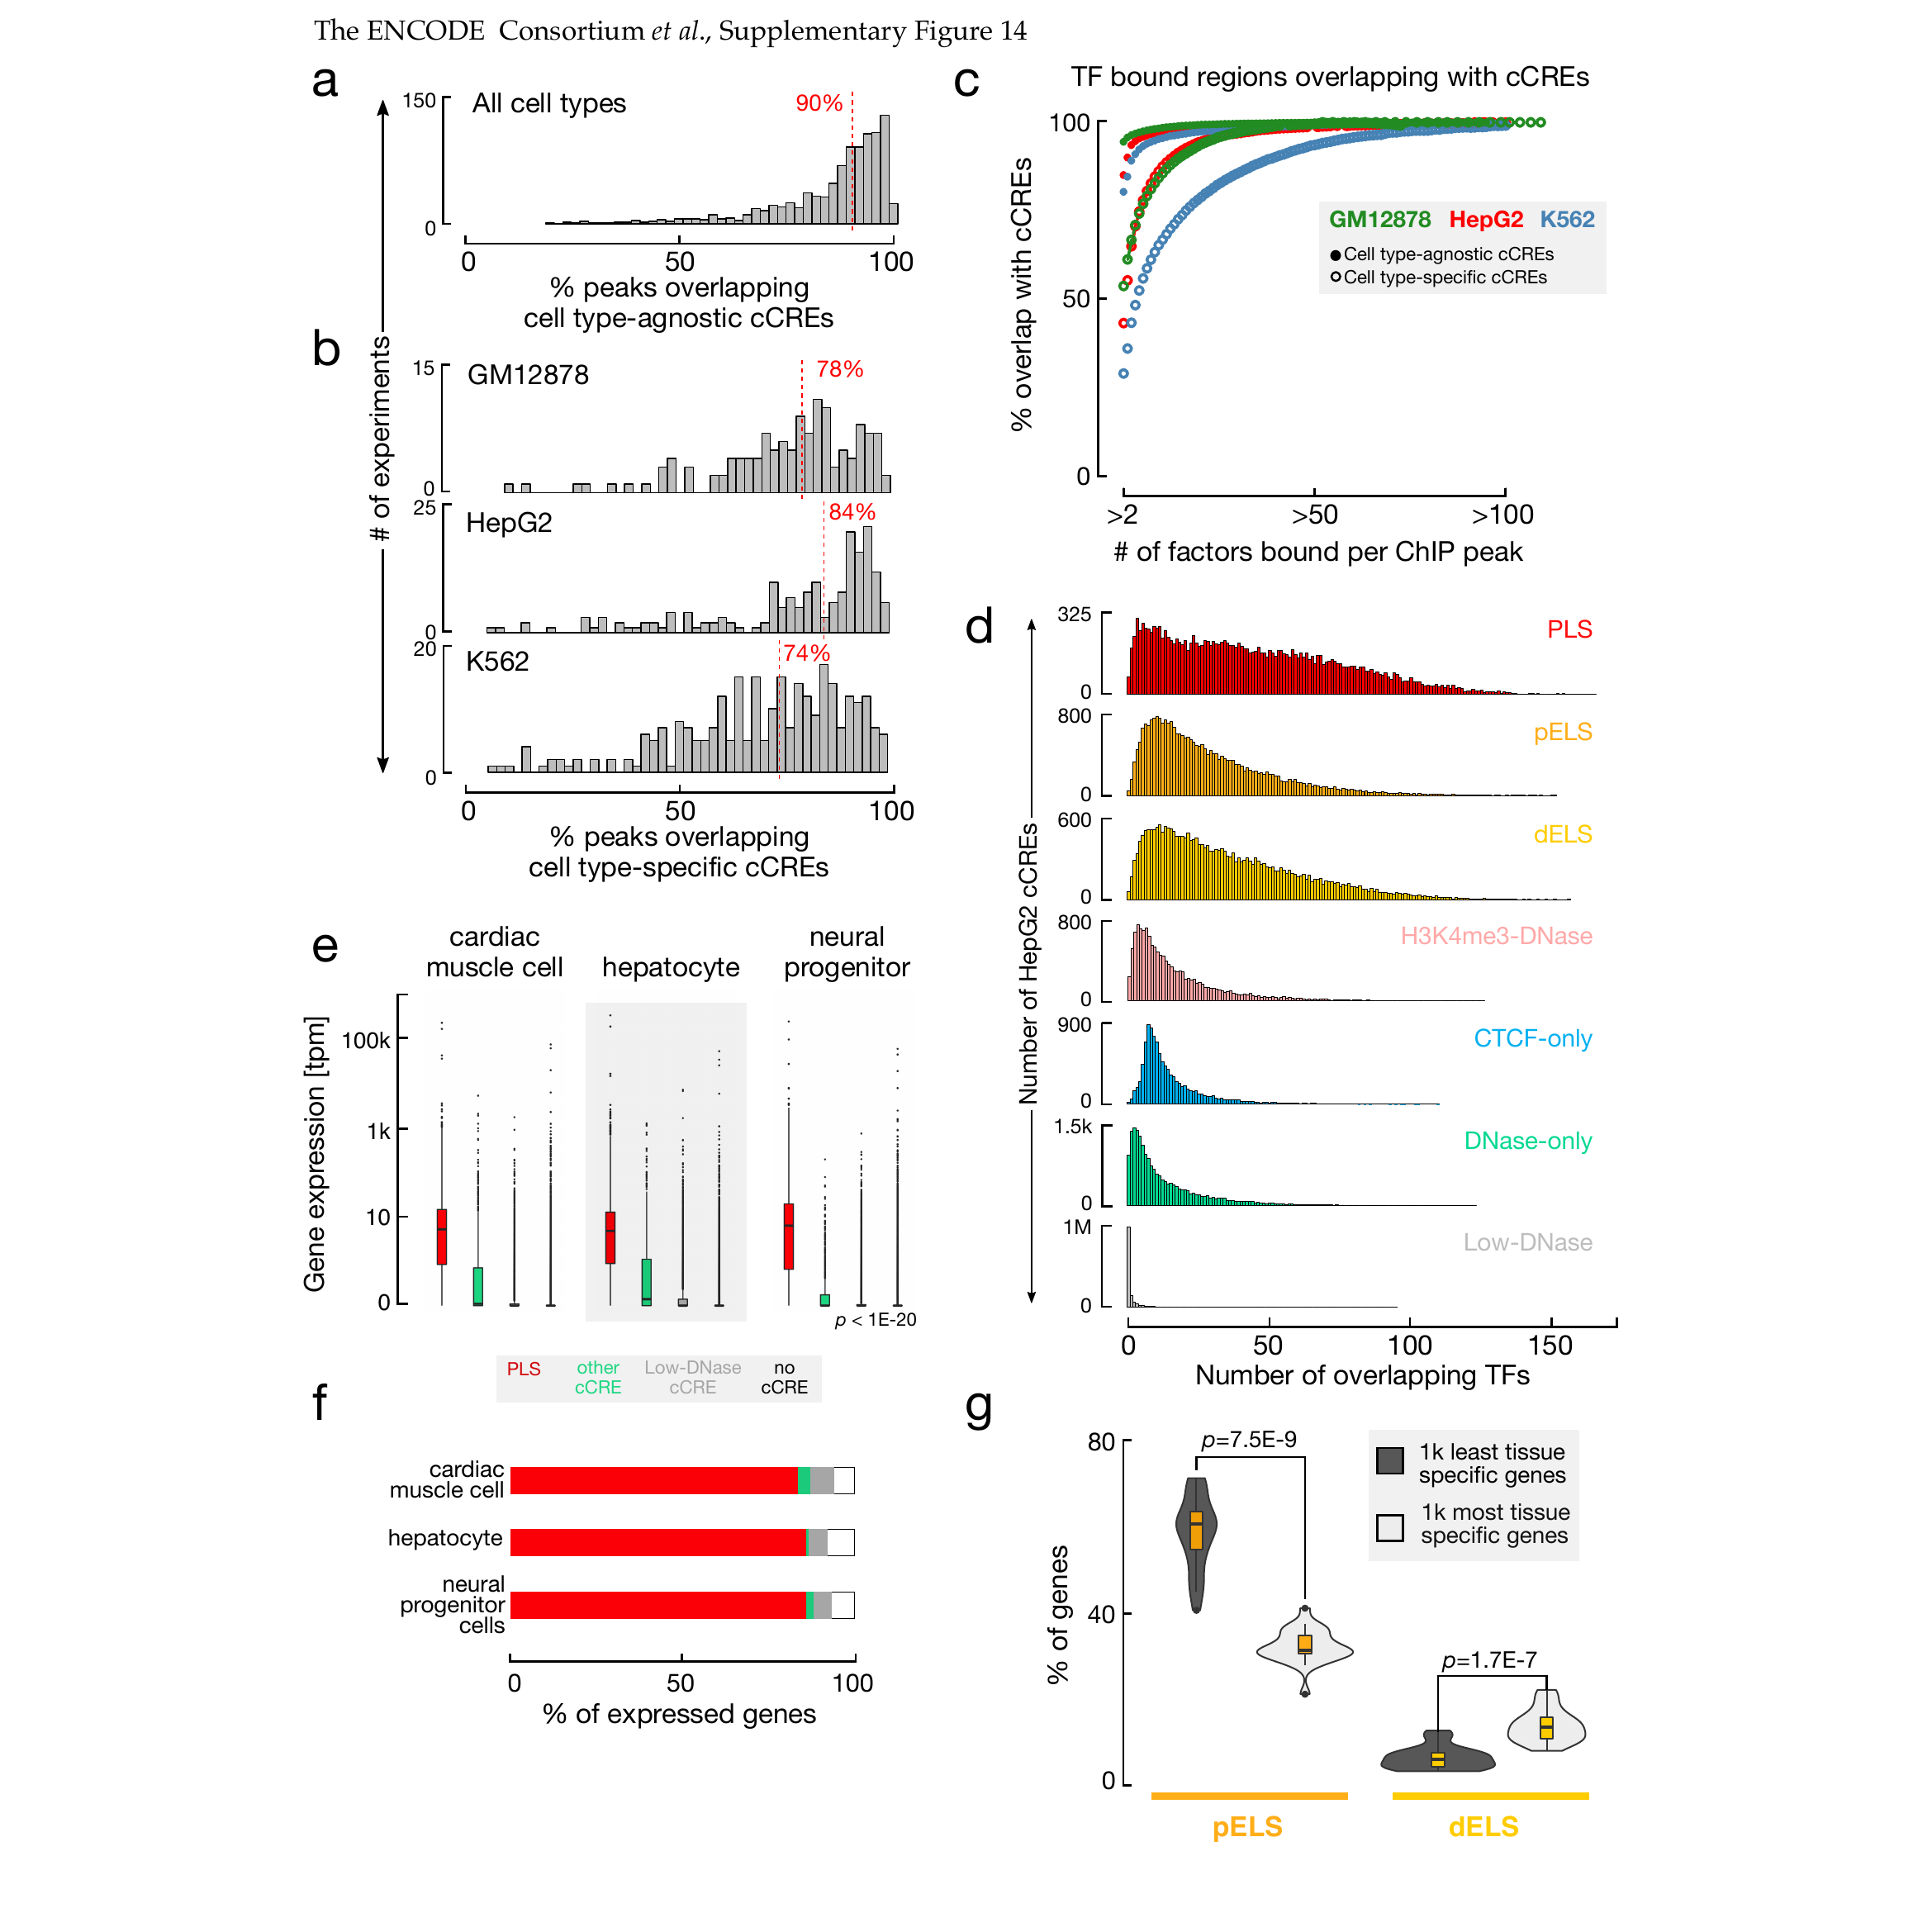 The ENCODE Consortium et al., Supplementary Figure 14
a
# of experiments
150
0
All cell types
90%
0 50 100
% peaks overlapping
cell type-agnostic cCREs
b
15
0
GM12878
78%
25
0
HepG2
84%
20
0
K562
74%
0 50 100
% peaks overlapping
cell type-specific cCREs
c
TF bound regions overlapping with cCREs
% overlap with cCREs
100
50
0
GM12878 HepG2 K562
Cell type-agnostic cCREs
Cell type-specific cCREs
>2 >50 >100
# of factors bound per ChIP peak
d
Number of HepG2 cCREs
325
0
PLS
800
0
pELS
600
0
dELS
800
0
H3K4me3-DNase
900
0
CTCF-only
1.5k
0
DNase-only
1M
0
Low-DNase
0 50 100 150
Number of overlapping TFs
e
cardiac
muscle cell
hepatocyte
neural
progenitor
Gene expression [tpm]
100k
1k
10
0
p < 1E-20
PLS
other
cCRE
Low-DNase
cCRE
no
cCRE
f
cardiac
muscle cell
hepatocyte
neural
progenitor
cells
0 50 100
% of expressed genes
g
% of genes
80
40
0
p=7.5E-9
p=1.7E-7
1k least tissue
specific genes
1k most tissue
specific genes
pELS
dELS